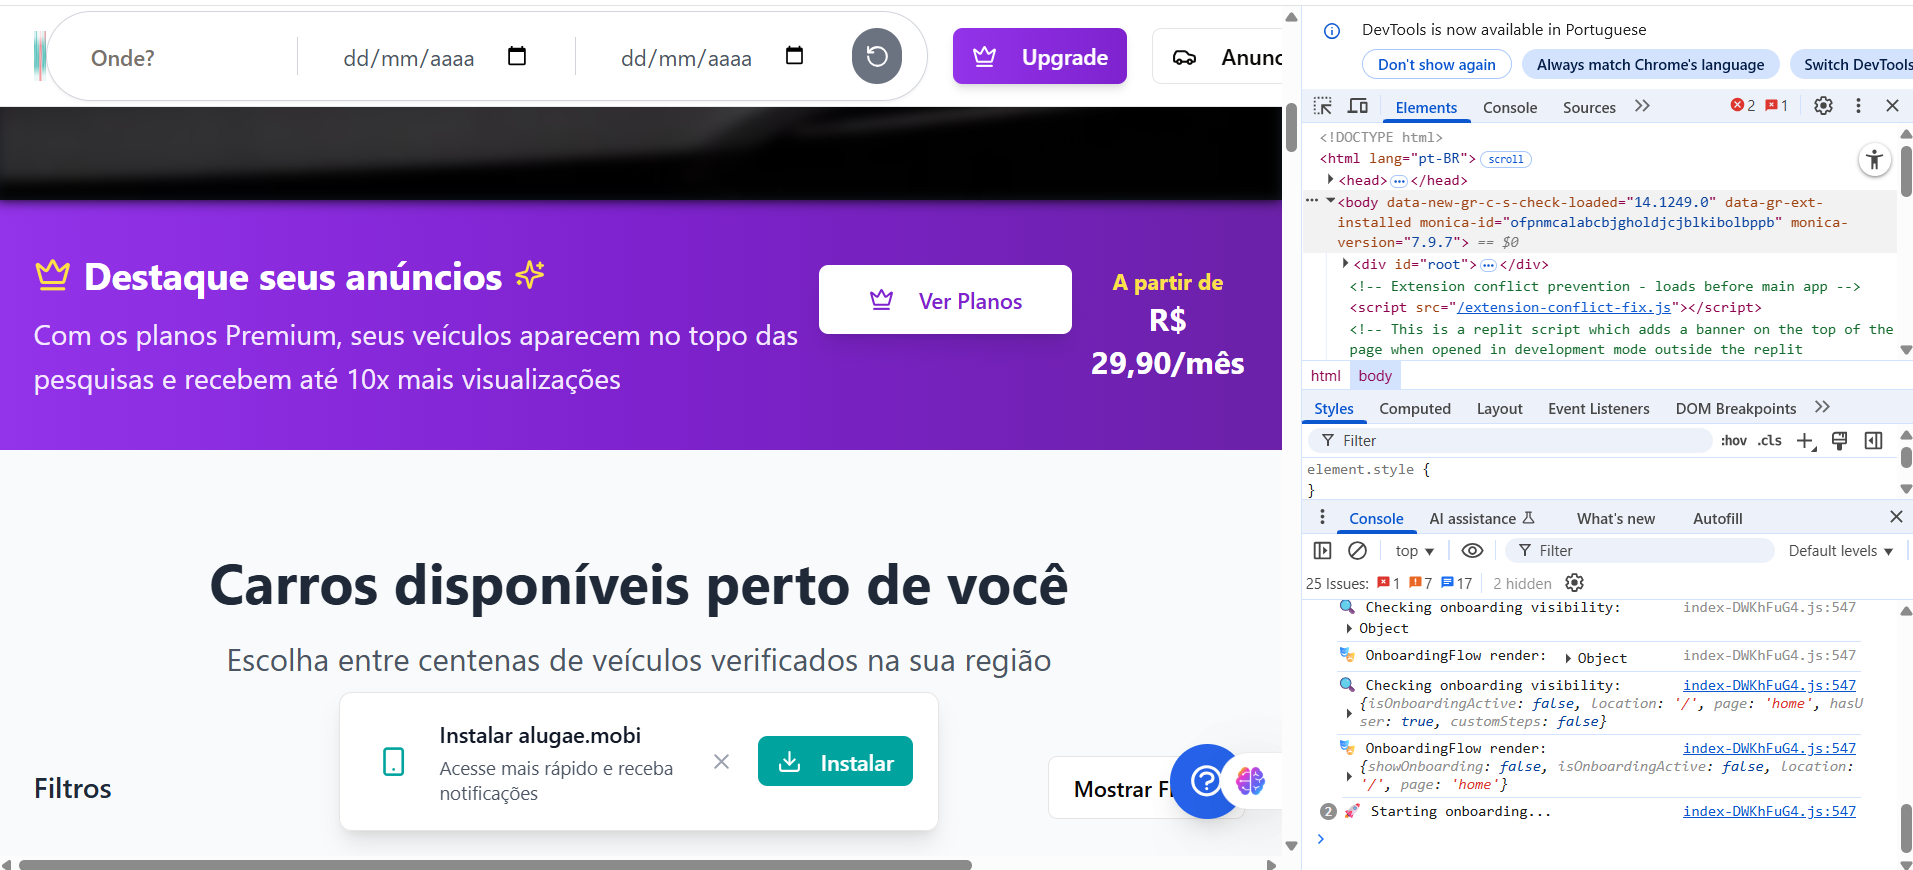 Onde?
dd/mm/aaaa
dd/mm/aaaa
Upgrade
Anunc
Destaque seus anúncios
Com os planos Premium, seus veículos aparecem no topo das
pesquisas e recebem até 10x mais visualizações
Ver Planos
A partir de
R$
29,90/mês
Carros disponíveis perto de você
Escolha entre centenas de veículos verificados na sua região
Instalar alugae.mobi
Acesse mais rápido e receba
notificações
Instalar
Filtros
Mostrar F
DevTools is now available in Portuguese
Don't show again
Always match Chrome's language
Switch DevTools
Elements
Console
Sources
2
1
<!DOCTYPE html>
<html lang="pt-BR"> scroll
<head> ••• </head>
<body data-new-gr-c-s-check-loaded="14.1249.0" data-gr-ext-
installed monica-id="ofpnmcalabcbjgholdjcjblkibolbppb" monica-
version="7.9.7"> == $0
<div id="root"> ••• </div>
<!-- Extension conflict prevention - loads before main app -->
<script src="/extension-conflict-fix.js"></script>
<!-- This is a replit script which adds a banner on the top of the
page when opened in development mode outside the replit
html
body
Styles
Computed
Layout
Event Listeners
DOM Breakpoints
Filter
:hov
.cls
element.style {
}
Console
AI assistance
What's new
Autofill
top
Filter
Default levels
25 Issues:
1
7
17
2 hidden
Checking onboarding visibility:
index-DWKhFuG4.js:547
Object
OnboardingFlow render:
Object
index-DWKhFuG4.js:547
Checking onboarding visibility:
index-DWKhFuG4.js:547
{isOnboardingActive: false, location: '/', page: 'home', hasU
ser: true, customSteps: false}
OnboardingFlow render:
index-DWKhFuG4.js:547
{showOnboarding: false, isOnboardingActive: false, location:
'/', page: 'home'}
2
Starting onboarding...
index-DWKhFuG4.js:547